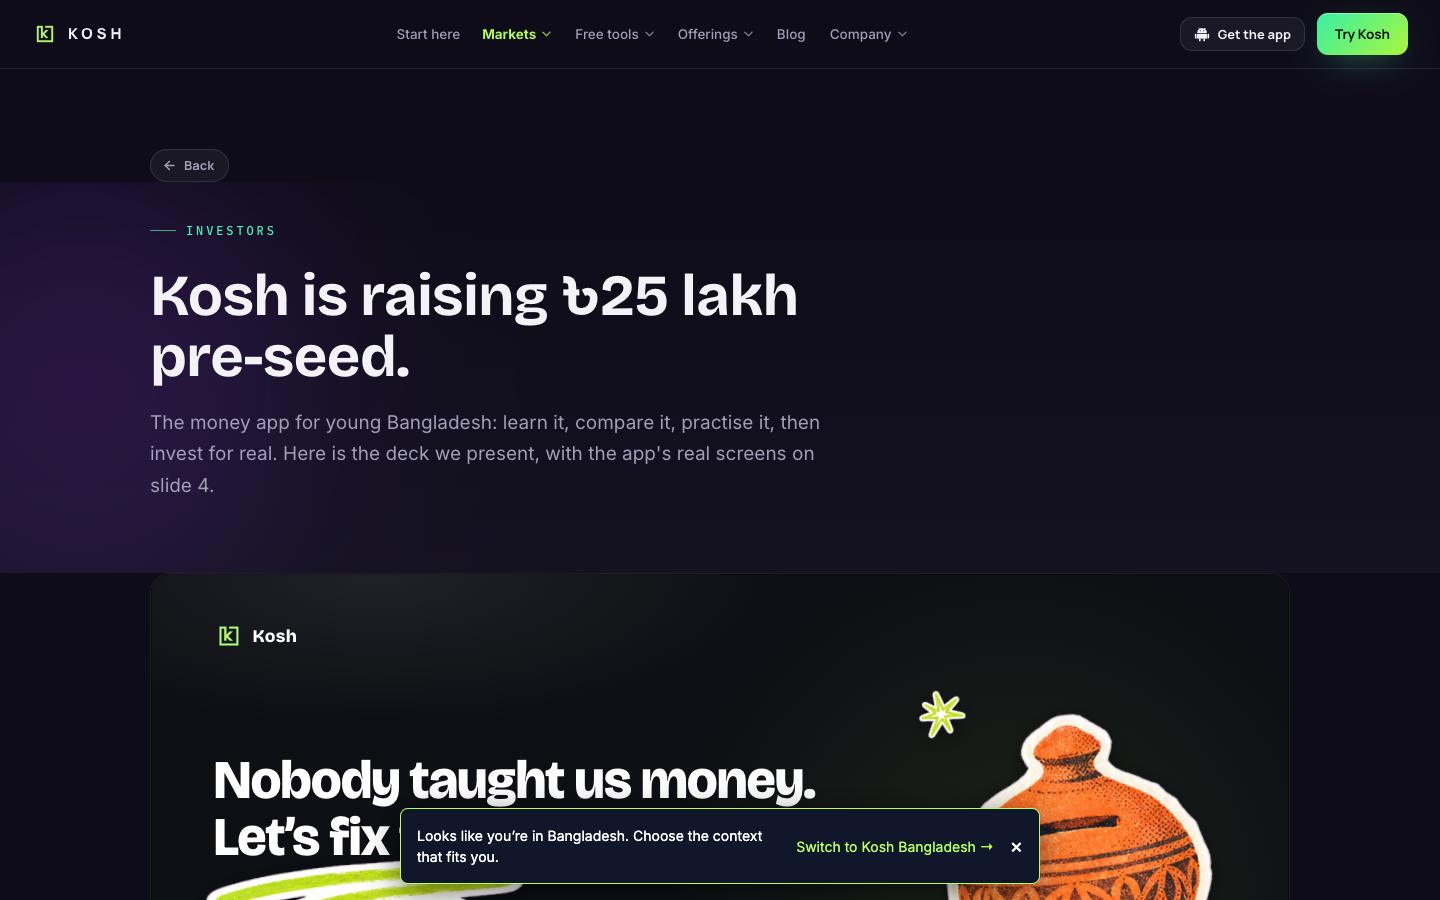 KOSH
Start here
Markets
Free tools
Offerings
Blog
Company
Get the app
Try Kosh
← Back
INVESTORS
Kosh is raising ৳25 lakh
pre-seed.
The money app for young Bangladesh: learn it, compare it, practise it, then
invest for real. Here is the deck we present, with the app's real screens on
slide 4.
Kosh
Nobody taught us money.
Let’s fix
Looks like you’re in Bangladesh. Choose the context
that fits you.
Switch to Kosh Bangladesh →
×